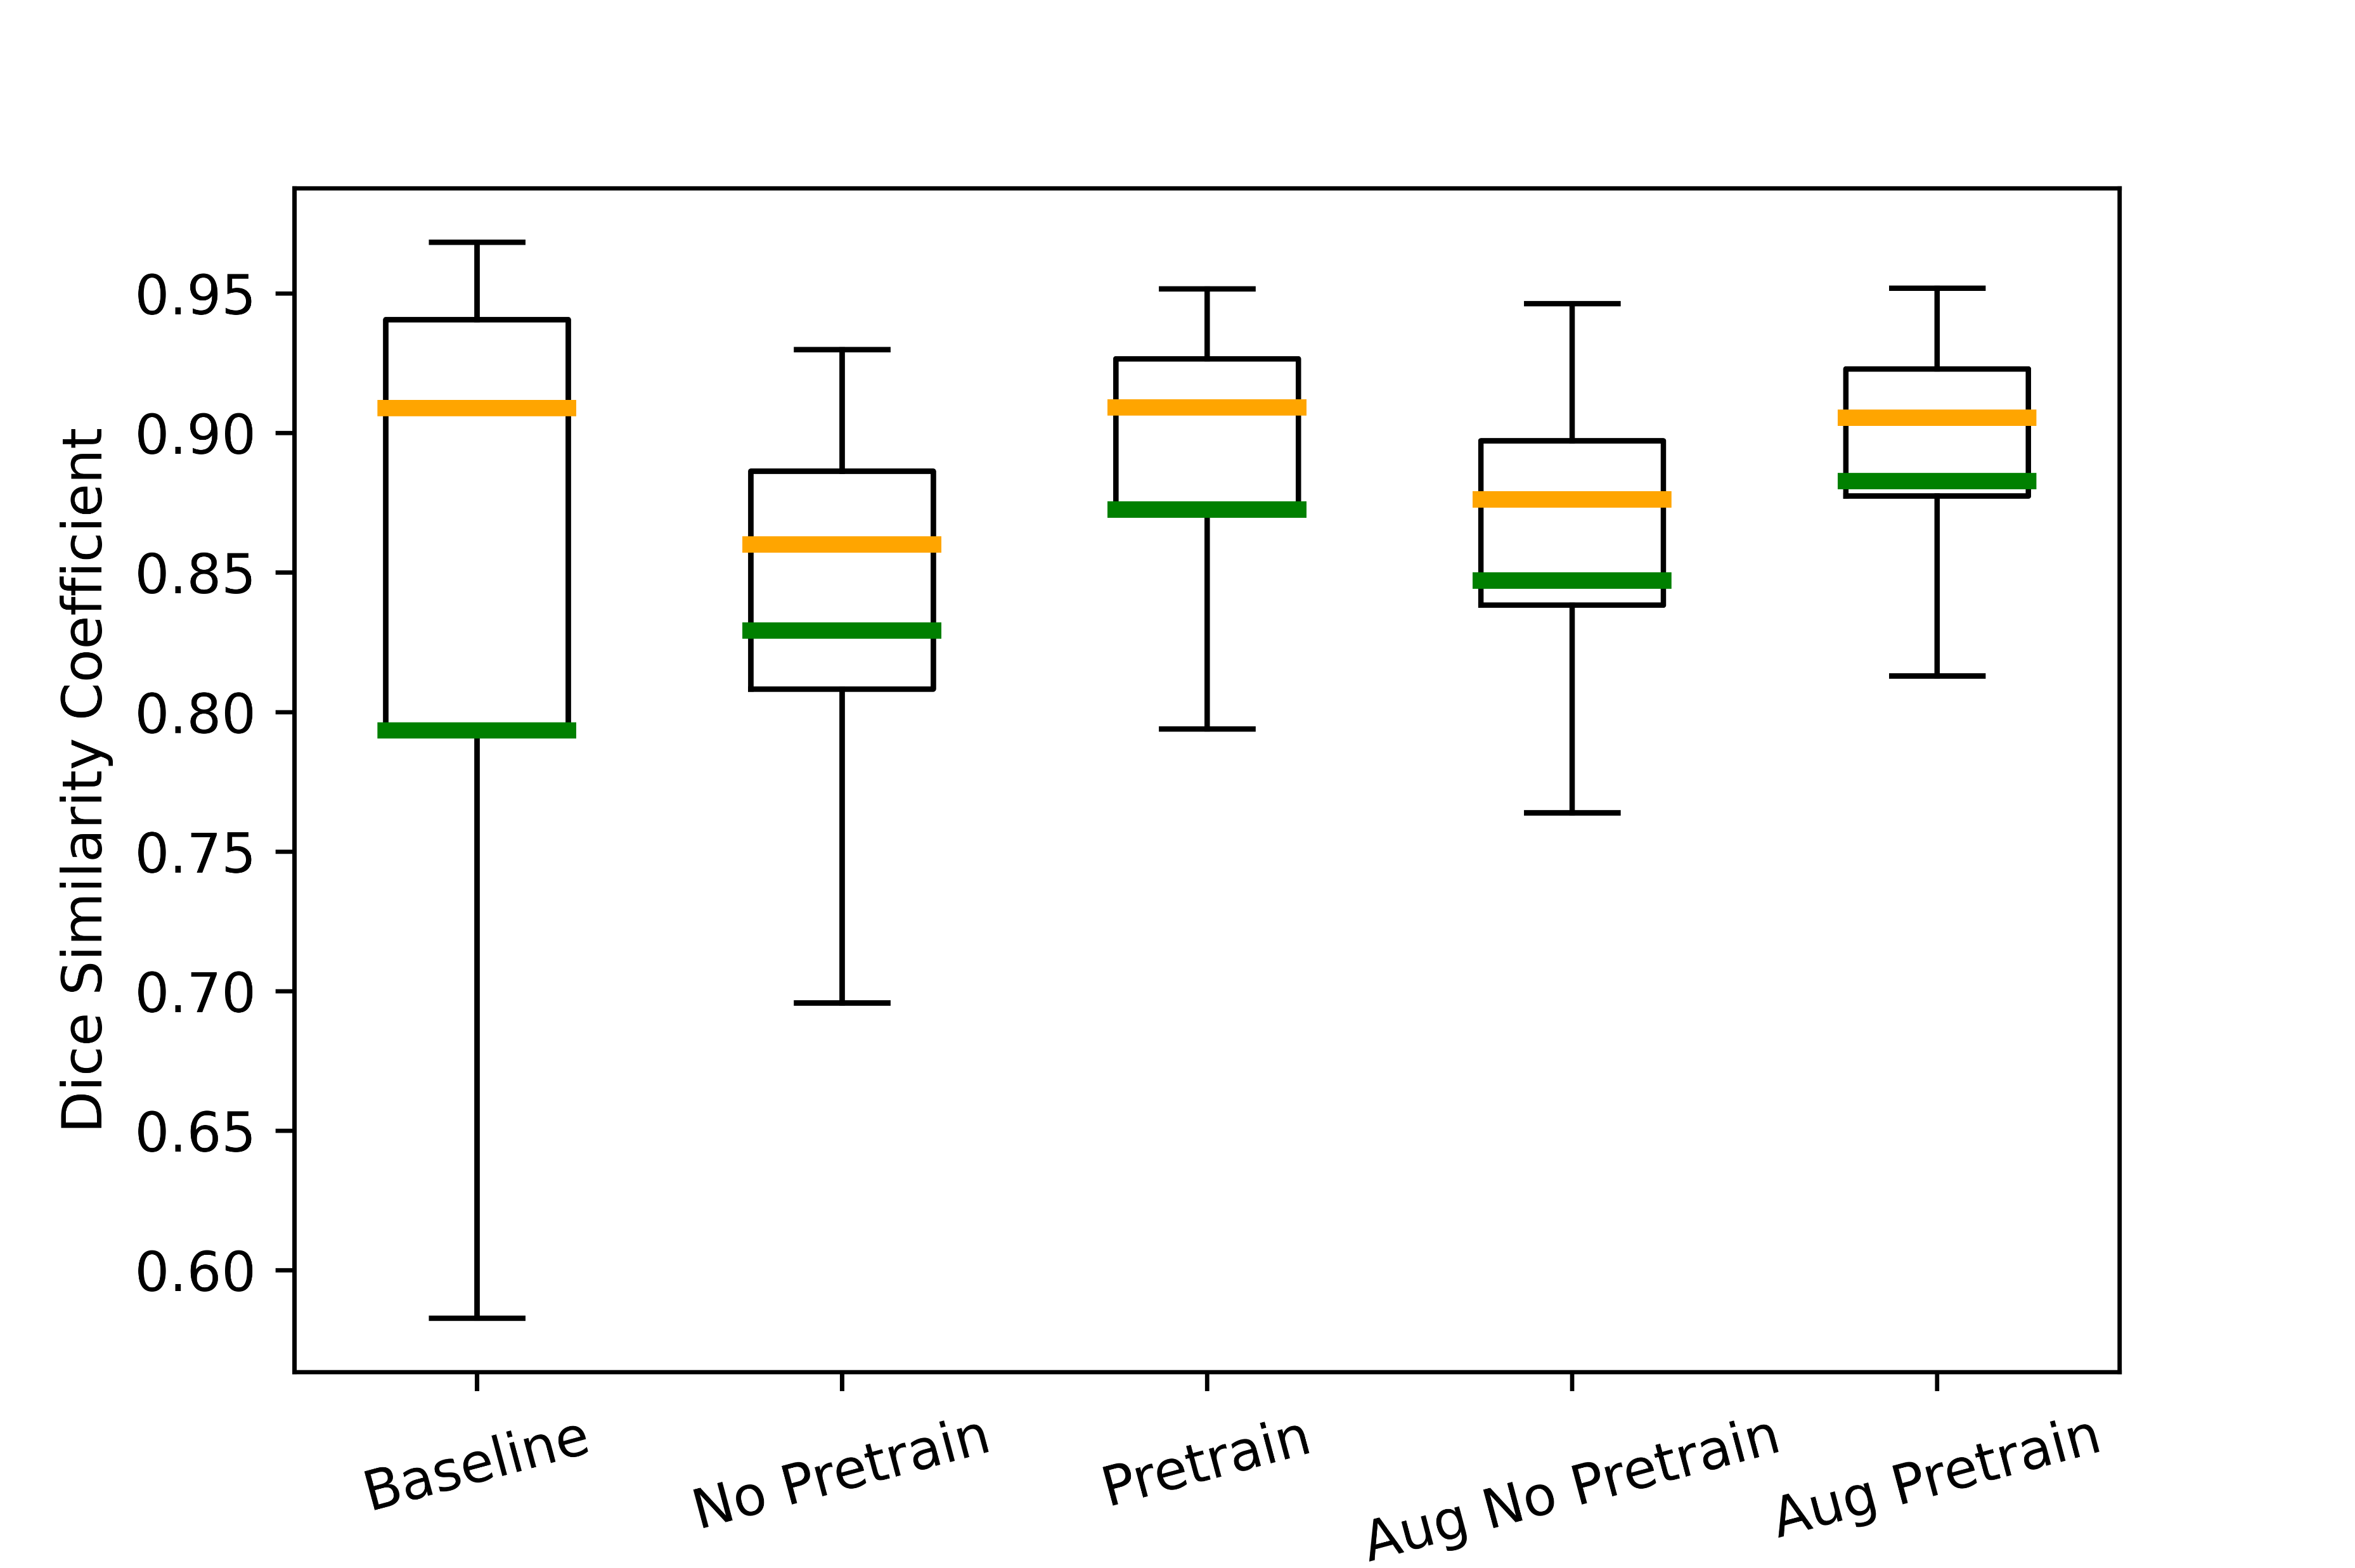 Dice Similarity Coefficient
0.95
0.90
0.85
0.80
0.75
0.70
0.65
0.60
Baseline
No Pretrain
Pretrain
Aug No Pretrain
Aug Pretrain